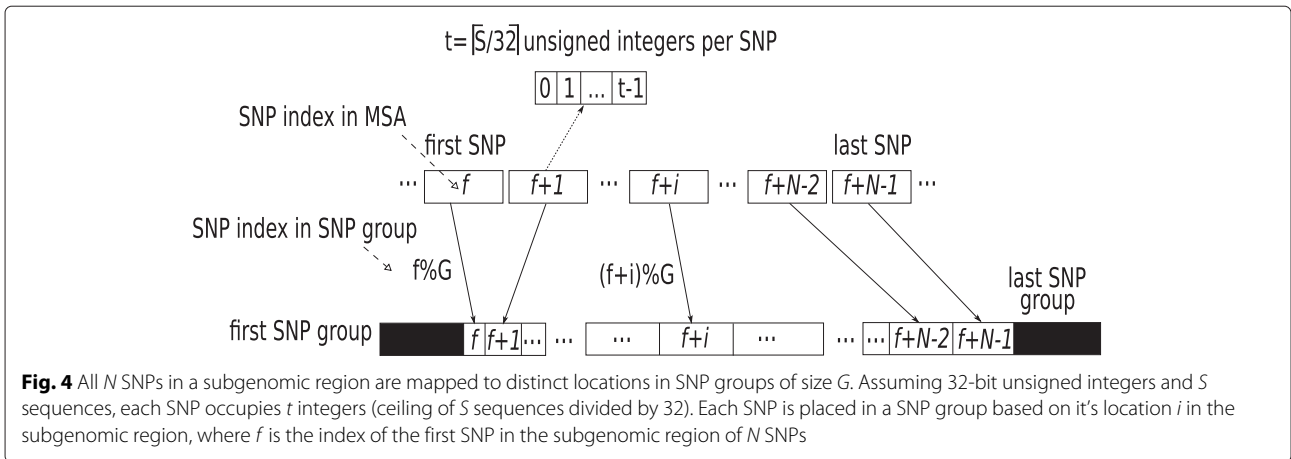 t=⌈S/32⌉ unsigned integers per SNP
0 1 ... t-1
SNP index in MSA
first SNP
last SNP
... f f+1 ... f+i ... f+N-2 f+N-1 ...
SNP index in SNP group
f%G
(f+i)%G
last SNP
group
first SNP group
f f+1 ... ... ... f+i ... ... ... f+N-2 f+N-1
Fig. 4 All N SNPs in a subgenomic region are mapped to distinct locations in SNP groups of size G. Assuming 32-bit unsigned integers and S
sequences, each SNP occupies t integers (ceiling of S sequences divided by 32). Each SNP is placed in a SNP group based on it's location i in the
subgenomic region, where f is the index of the first SNP in the subgenomic region of N SNPs